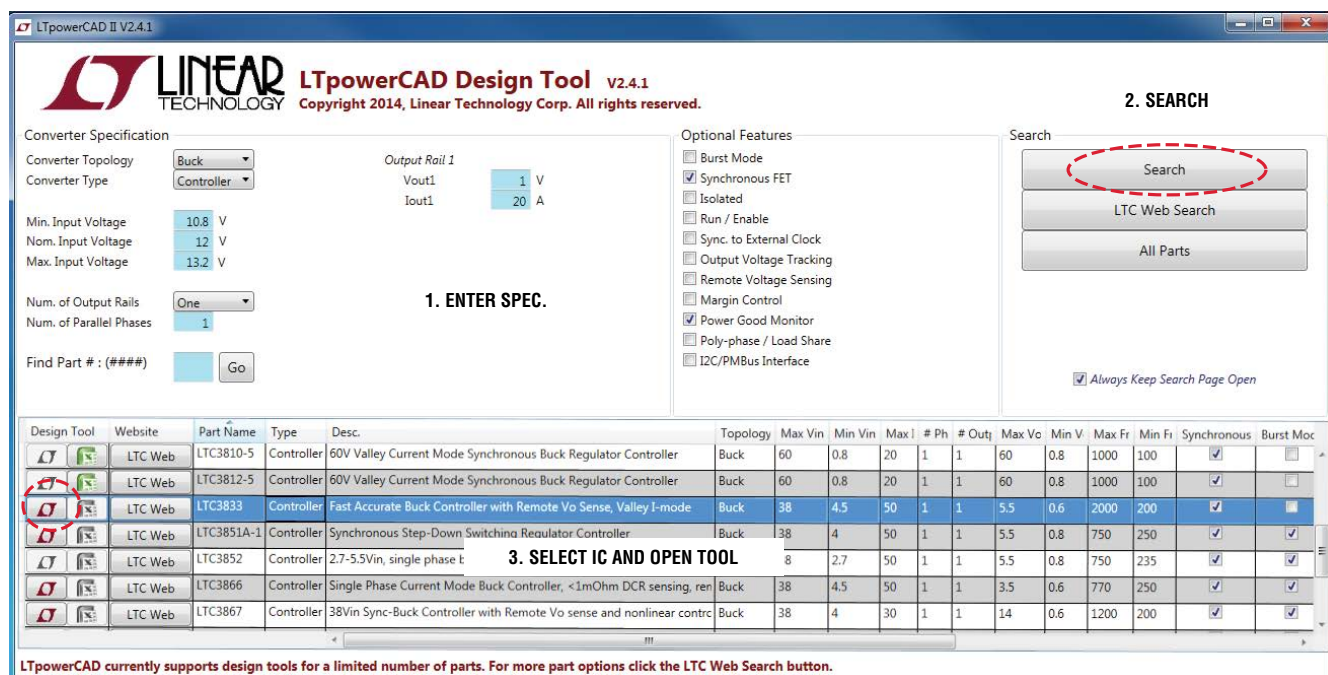 LTpowerCAD II V2.4.1
LINEAR TECHNOLOGY
LTpowerCAD Design Tool V2.4.1
Copyright 2014, Linear Technology Corp. All rights reserved.
2. SEARCH
Converter Specification
Converter Topology Buck
Converter Type Controller
Min. Input Voltage 10.8 V
Nom. Input Voltage 12 V
Max. Input Voltage 13.2 V
Num. of Output Rails One
Num. of Parallel Phases 1
Find Part # : (####) Go
Output Rail 1
Vout1 1 V
Iout1 20 A
1. ENTER SPEC.
Optional Features
Burst Mode
Synchronous FET
Isolated
Run / Enable
Sync. to External Clock
Output Voltage Tracking
Remote Voltage Sensing
Margin Control
Power Good Monitor
Poly-phase / Load Share
I2C/PMBus Interface
Search
Search
LTC Web Search
All Parts
Always Keep Search Page Open
Design Tool Website Part Name Type Desc. Topology Max Vin Min Vin Max I # Ph # Outp Max Vo Min V Max Fr Min Fr Synchronous Burst Moc
LTC Web LTC3810-5 Controller 60V Valley Current Mode Synchronous Buck Regulator Controller Buck 60 0.8 20 1 1 60 0.8 1000 100
LTC Web LTC3812-5 Controller 60V Valley Current Mode Synchronous Buck Regulator Controller Buck 60 0.8 20 1 1 60 0.8 1000 100
LTC Web LTC3833 Controller Fast Accurate Buck Controller with Remote Vo Sense, Valley I-mode Buck 38 4.5 50 1 1 5.5 0.6 2000 200
LTC Web LTC3851A-1 Controller Synchronous Step-Down Switching Regulator Controller Buck 38 4 50 1 1 5.5 0.8 750 250
LTC Web LTC3852 Controller 2.7-5.5Vin, single phase b 8 2.7 50 1 1 5.5 0.8 750 235
3. SELECT IC AND OPEN TOOL
LTC Web LTC3866 Controller Single Phase Current Mode Buck Controller, <1mOhm DCR sensing, ren Buck 38 4.5 50 1 1 3.5 0.6 770 250
LTC Web LTC3867 Controller 38Vin Sync-Buck Controller with Remote Vo sense and nonlinear contrc Buck 38 4 30 1 1 14 0.6 1200 200
LTpowerCAD currently supports design tools for a limited number of parts. For more part options click the LTC Web Search button.